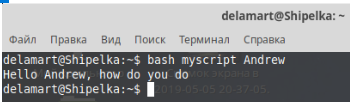 delamart@Shipelka: ~
Файл Правка Вид Поиск Терминал Справка
delamart@Shipelka:~$ bash myscript Andrew
Hello Andrew, how do you do
delamart@Shipelka:~$